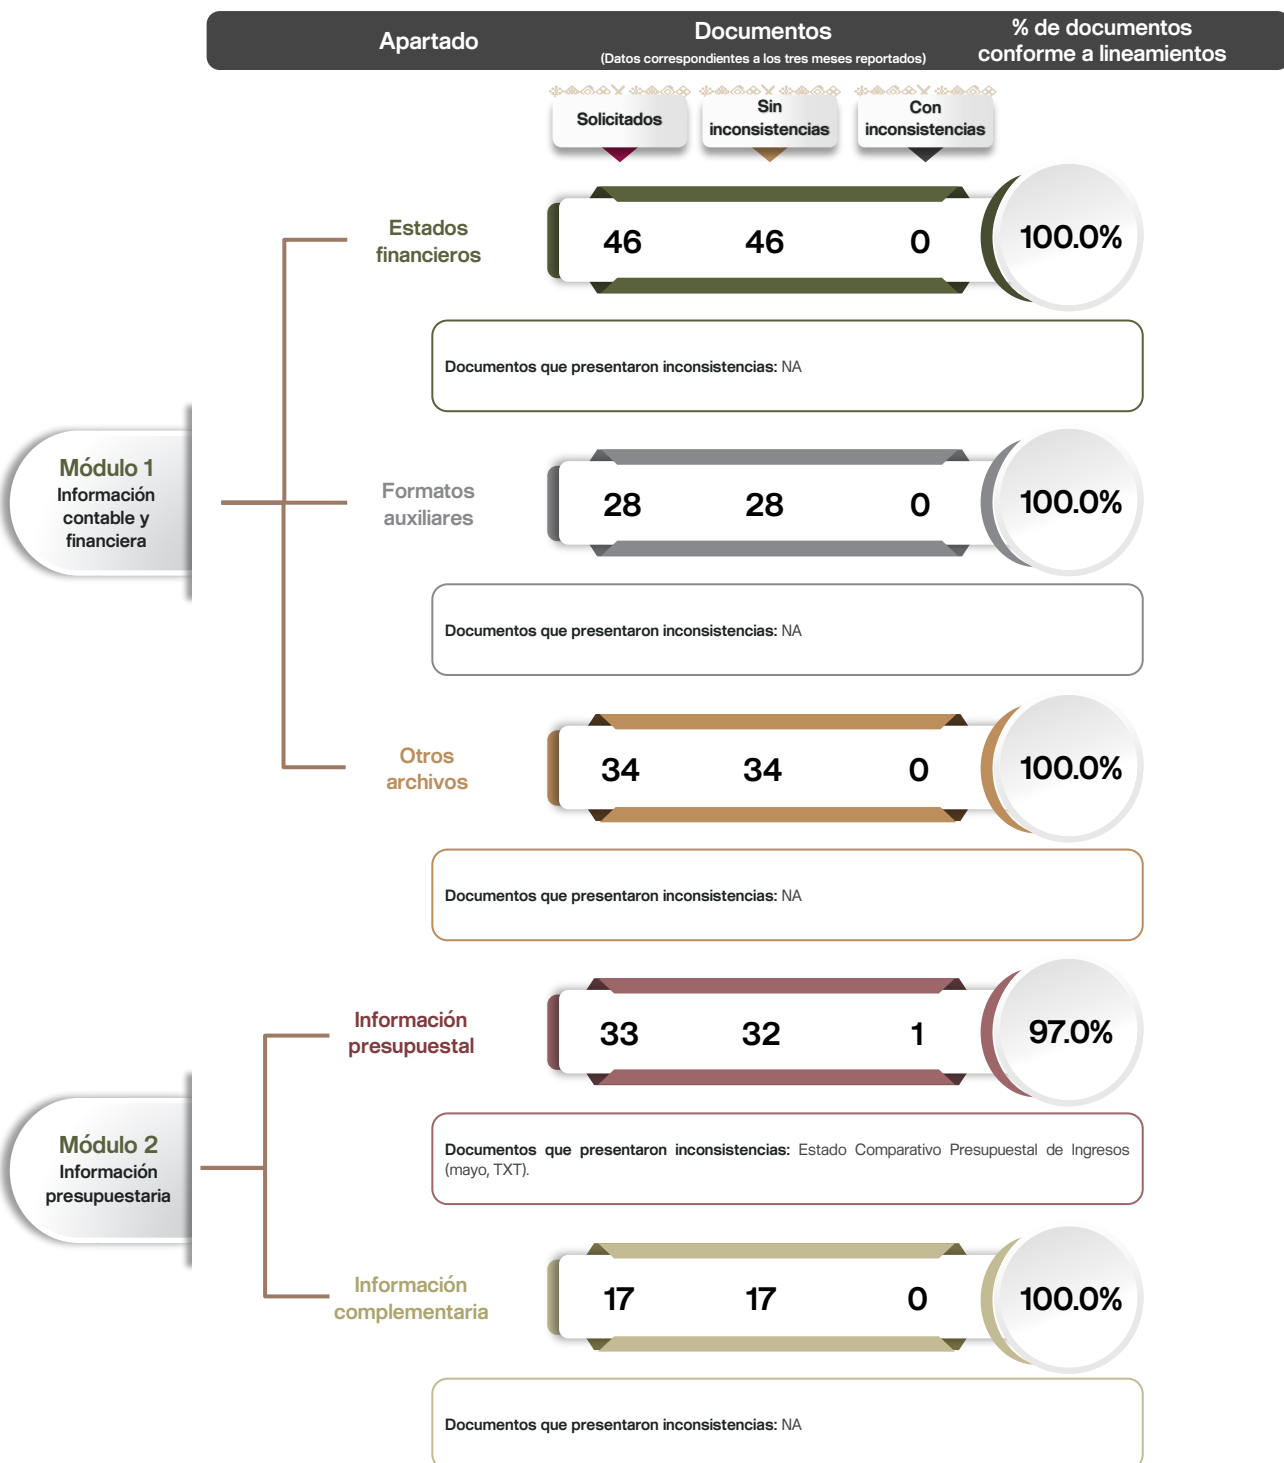 Apartado
Documentos
(Datos correspondientes a los tres meses reportados)
% de documentos
conforme a lineamientos
Solicitados
Sin
inconsistencias
Con
inconsistencias
Módulo 1
Información
contable y
financiera
Estados
financieros
46 46 0 100.0%
Documentos que presentaron inconsistencias: NA
Formatos
auxiliares
28 28 0 100.0%
Documentos que presentaron inconsistencias: NA
Otros
archivos
34 34 0 100.0%
Documentos que presentaron inconsistencias: NA
Módulo 2
Información
presupuestaria
Información
presupuestal
33 32 1 97.0%
Documentos que presentaron inconsistencias: Estado Comparativo Presupuestal de Ingresos
(mayo, TXT).
Información
complementaria
17 17 0 100.0%
Documentos que presentaron inconsistencias: NA